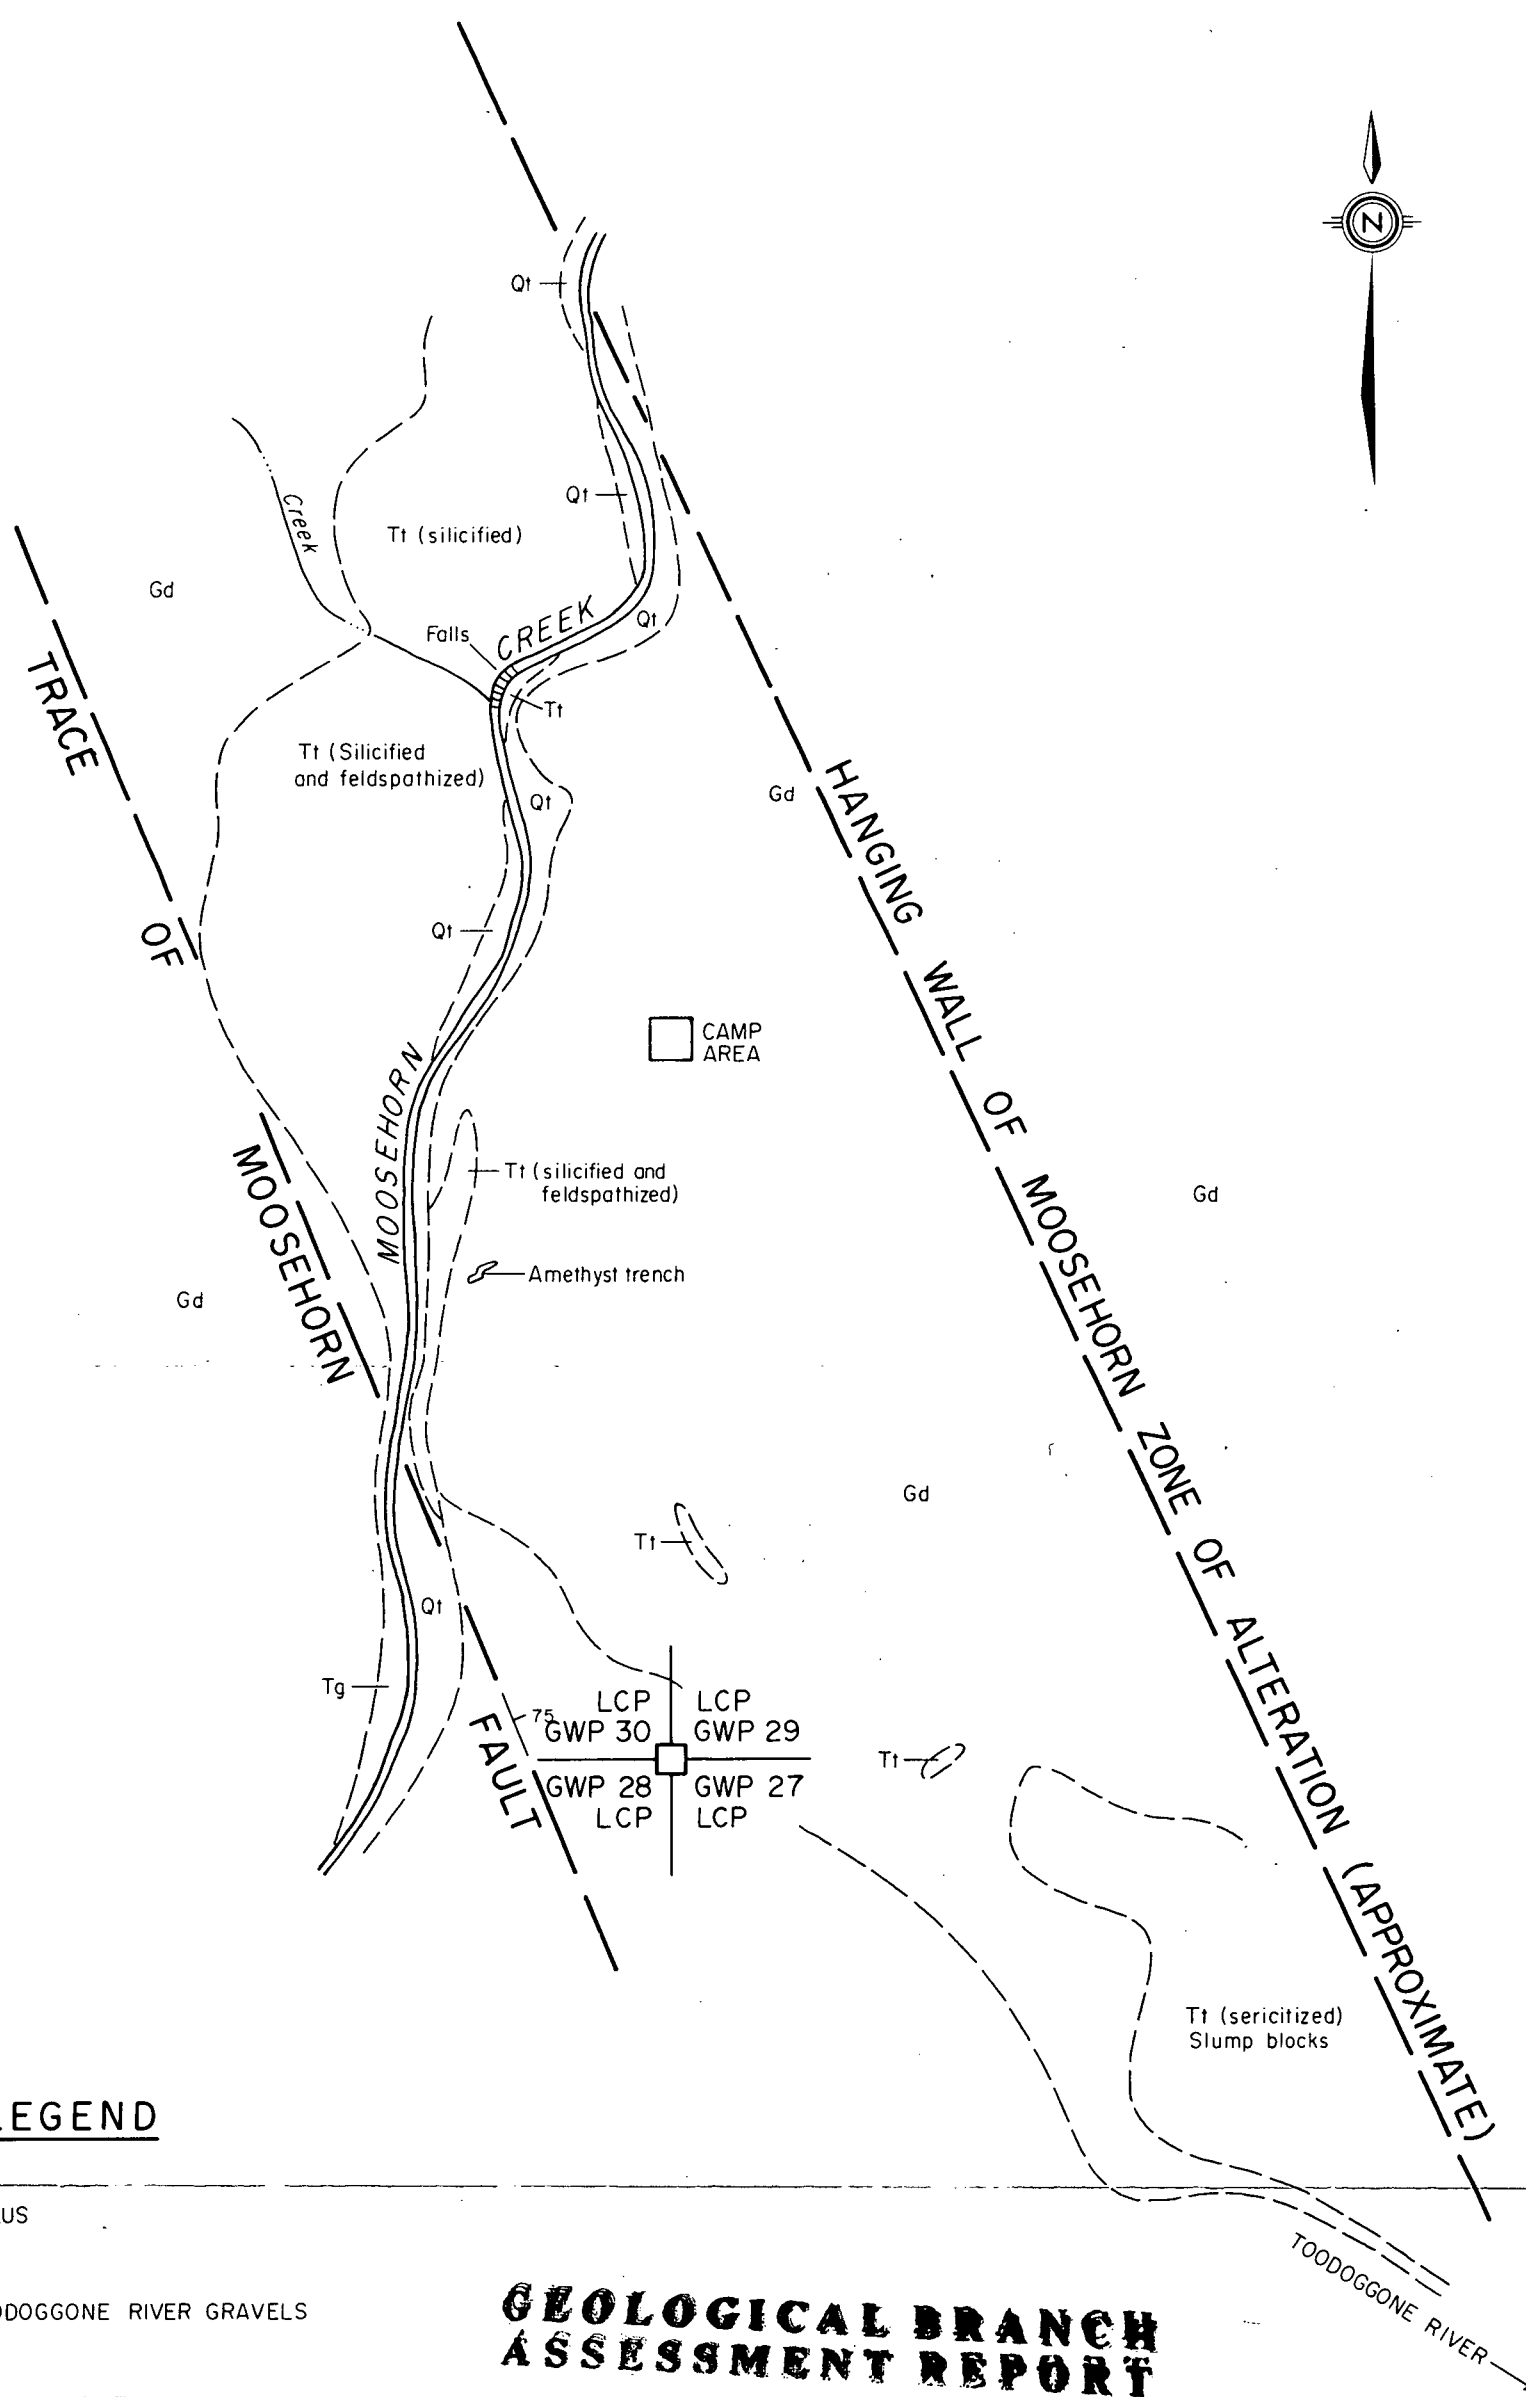 N
Qt
Qt
Creek
Tt (silicified)
Gd
Falls
CREEK
Qt
TRACE OF MOOSEHORN FAULT
Tt
Tt (Silicified
and feldspathized)
Gd
Qt
HANGING WALL OF MOOSEHORN ZONE OF ALTERATION (APPROXIMATE)
Qt
CAMP
AREA
MOOSEHORN
Tt (silicified and
feldspathized)
Gd
Amethyst trench
Gd
Gd
Tt
Qt
Tg
75
LCP
GWP 30
LCP
GWP 29
Tt
GWP 28
LCP
GWP 27
LCP
Tt (sericitized)
Slump blocks
LEGEND
US
ODOGGONE RIVER GRAVELS
TOODOGGONE RIVER
GEOLOGICAL BRANCH
ASSESSMENT REPORT